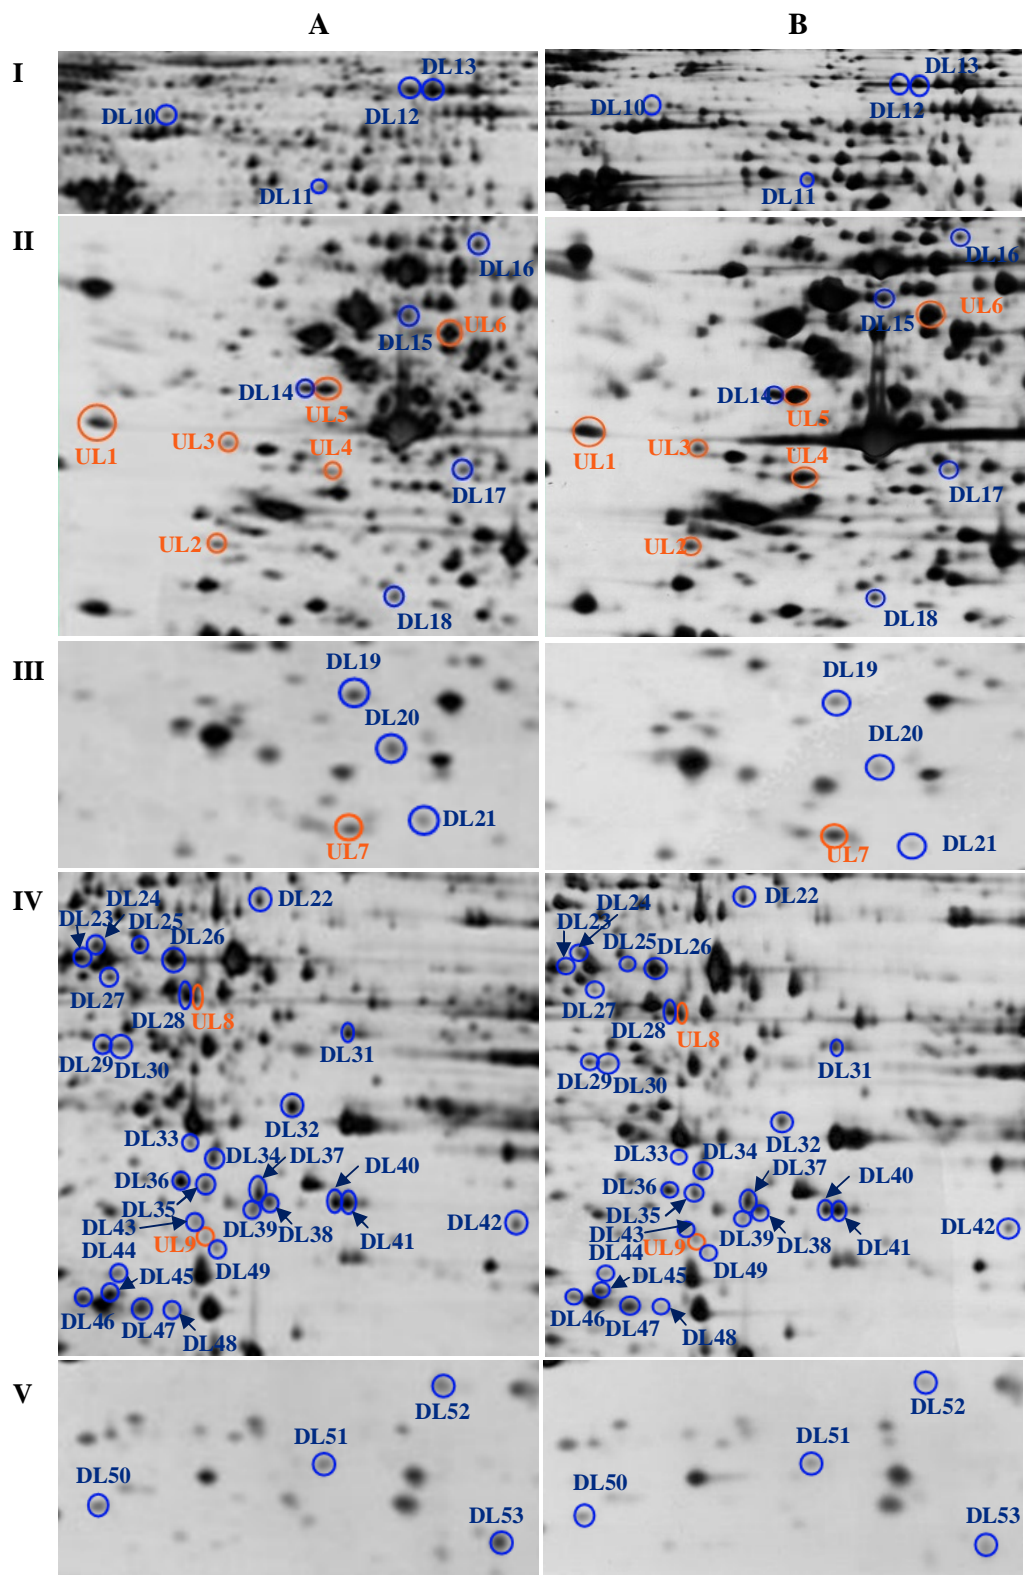 A B
I
DL13 DL13
DL10 DL12 DL10 DL12
DL11 DL11
II
DL16 DL16
UL6 UL6
DL15 DL15
DL14 DL14
UL5 UL5
UL3 UL4 UL3 UL4
UL1 UL1
DL17 DL17
UL2 UL2
DL18 DL18
III
DL19 DL19
DL20 DL20
DL21 DL21
UL7 UL7
IV
DL24 DL22 DL24 DL22
DL23 DL25 DL23 DL25
DL26 DL26
DL27 DL27
DL28 UL8 DL28 UL8
DL31 DL31
DL29 DL30 DL29 DL30
DL32 DL32
DL33 DL34 DL37 DL33 DL34 DL37
DL36 DL40 DL36 DL40
DL35 DL35
DL43 DL39 DL38 DL41 DL42 DL43 DL39 DL38 DL41 DL42
UL9 UL9
DL44 DL49 DL44 DL49
DL45 DL45
DL46 DL47 DL48 DL46 DL47 DL48
V
DL52 DL52
DL51 DL51
DL50 DL50
DL53 DL53